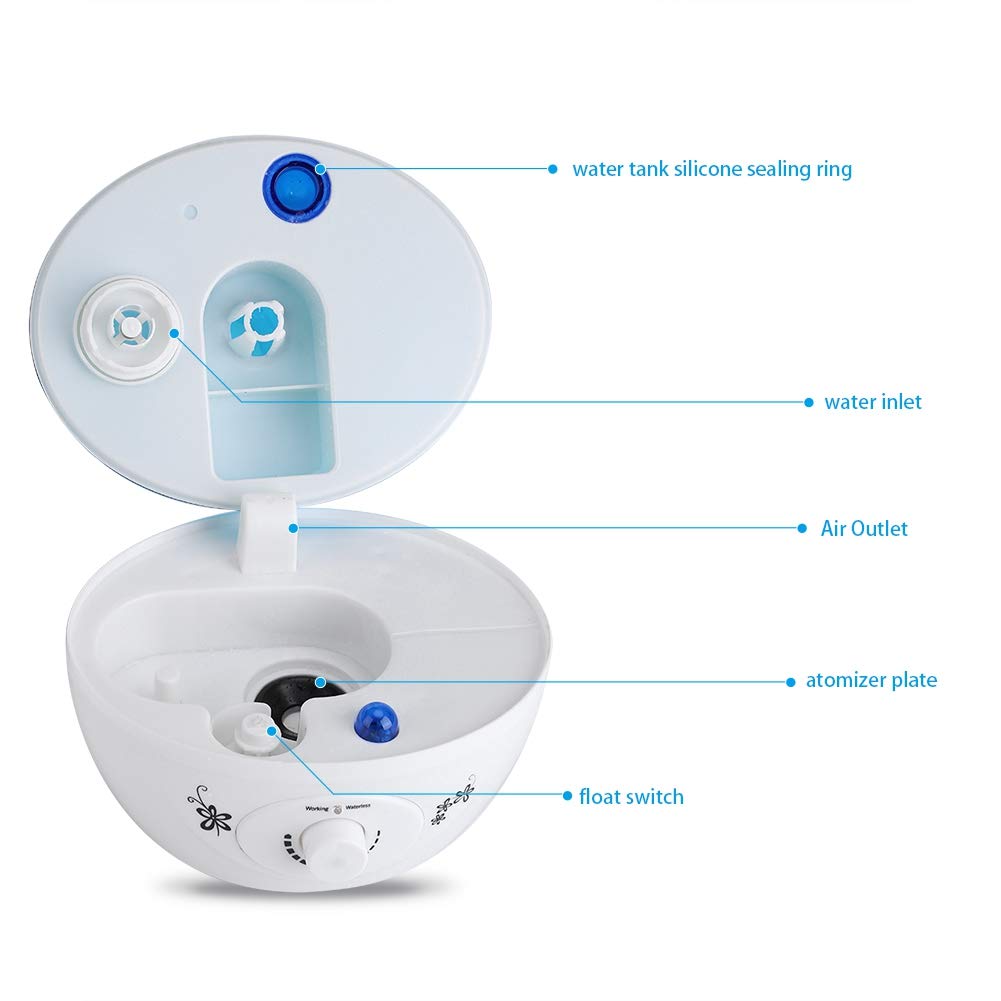 water tank silicone sealing ring
water inlet
Air Outlet
atomizer plate
float switch
Working Waterless